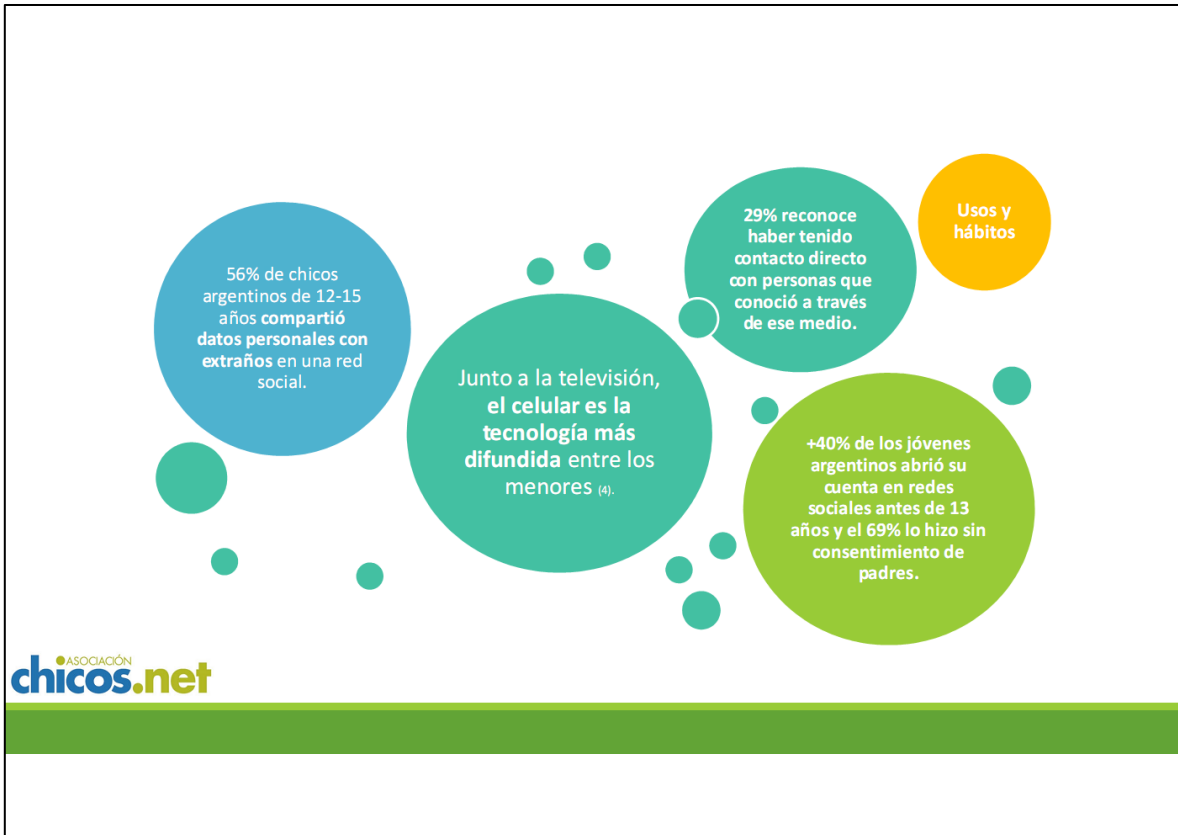 Usos y
hábitos
29% reconoce
haber tenido
contacto directo
con personas que
conoció a través
de ese medio.
56% de chicos
argentinos de 12-15
años compartió
datos personales con
extraños en una red
social.
Junto a la televisión,
el celular es la
tecnología más
difundida entre los
menores (4).
+40% de los jóvenes
argentinos abrió su
cuenta en redes
sociales antes de 13
años y el 69% lo hizo sin
consentimiento de
padres.
ASOCIACIÓN
chicos.net